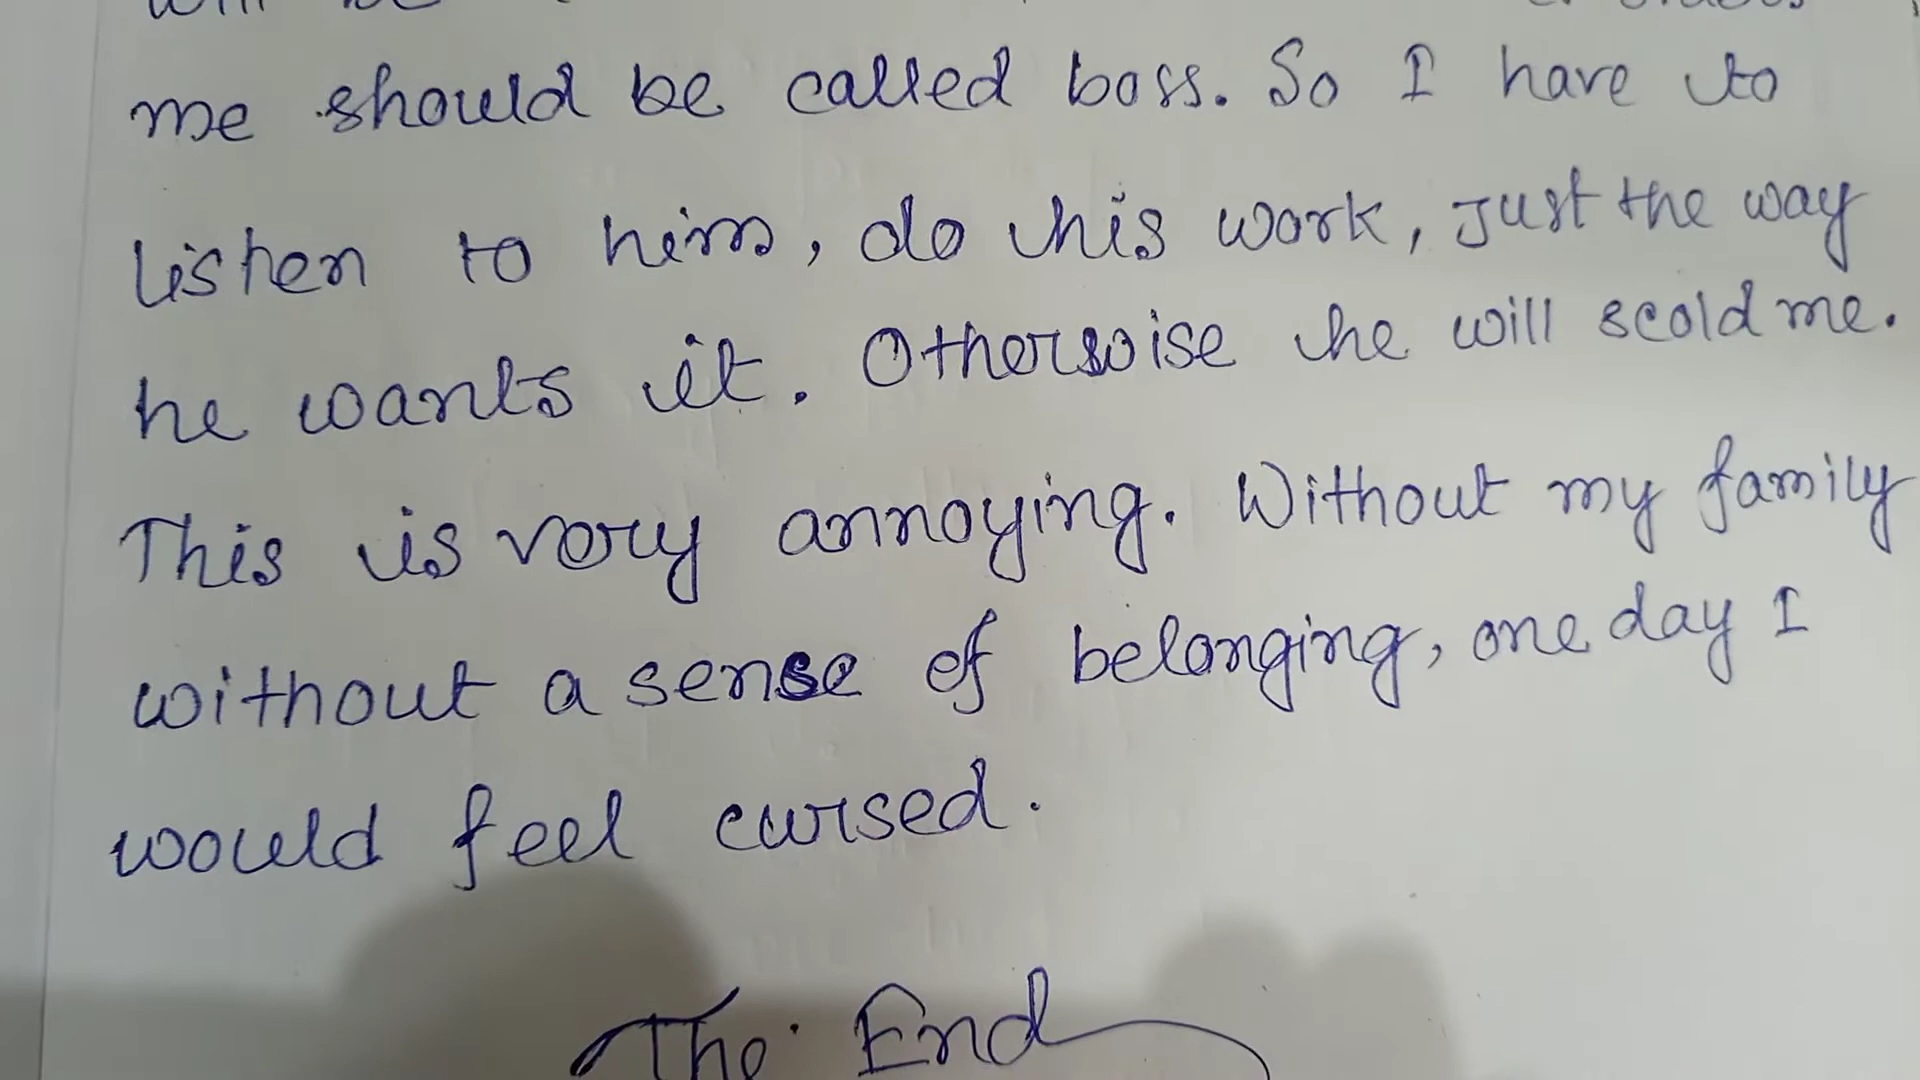 me should be called boss. So I have to
listen to him, do his work, Just the way
he wants it. Otherwise he will scold me.
This is very annoying. Without my family
without a sense of belonging, one day I
would feel cursed.
The End